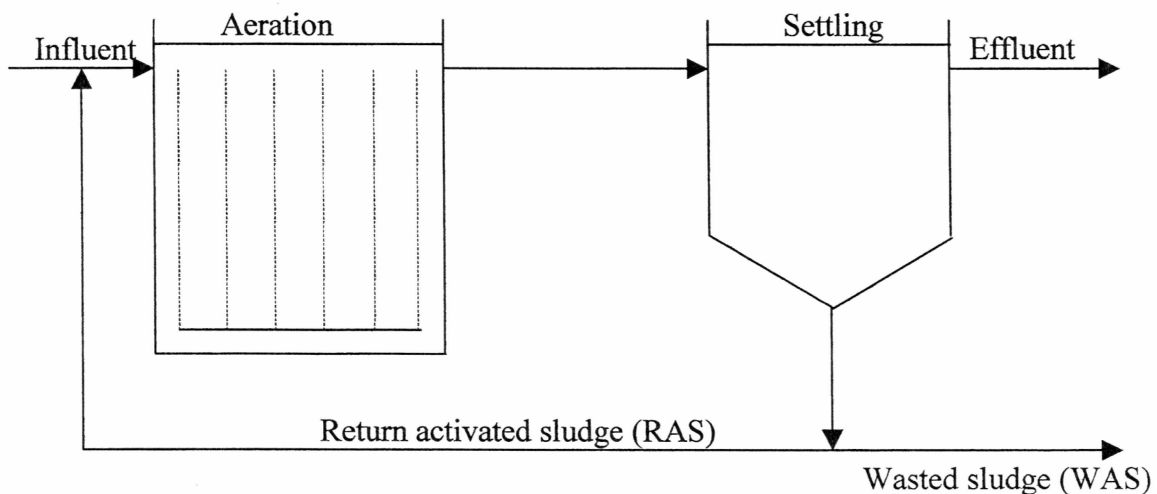 Aeration
Settling
Influent
Effluent
Return activated sludge (RAS)
Wasted sludge (WAS)